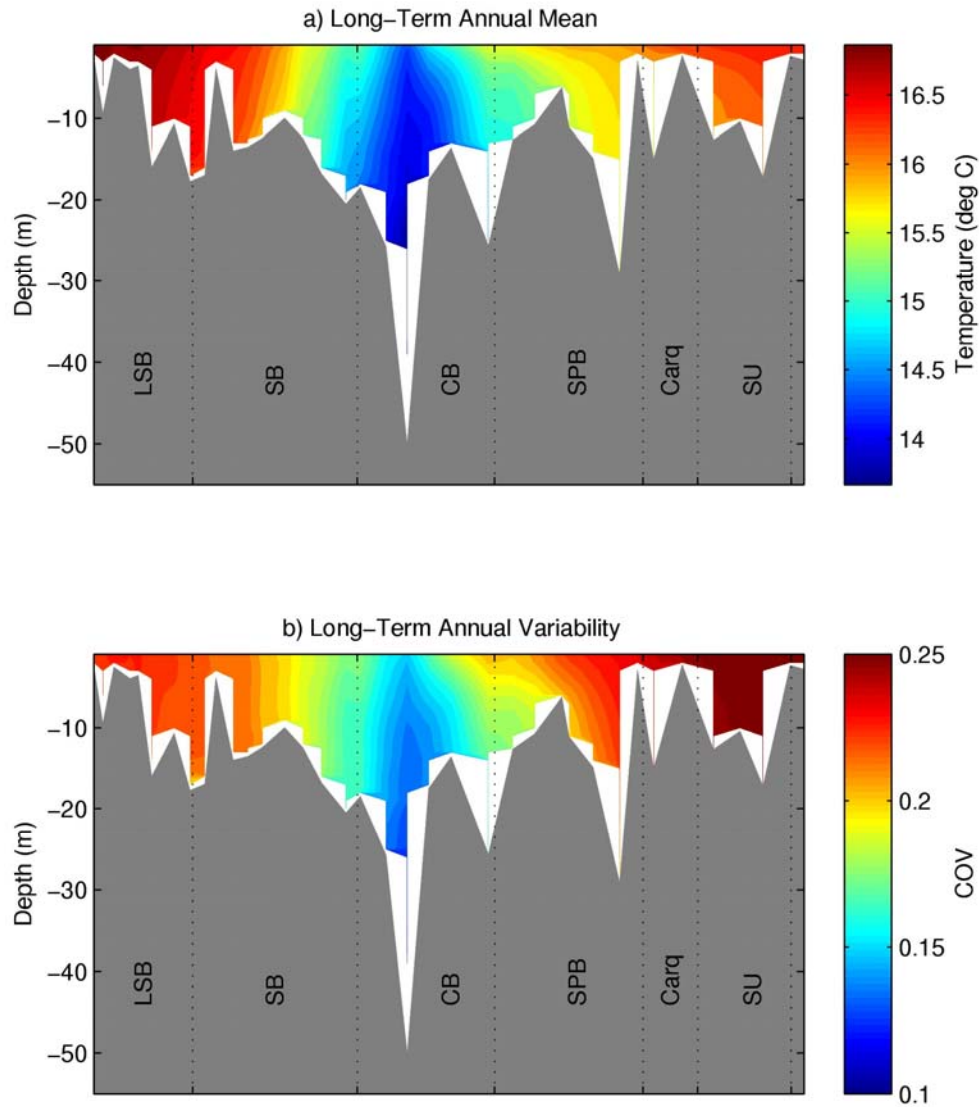 a) Long−Term Annual Mean
Depth (m)
−10
−20
−30
−40
−50
LSB
SB
CB
SPB
Carq
SU
16.5
16
15.5
15
14.5
14
Temperature (deg C)
b) Long−Term Annual Variability
Depth (m)
−10
−20
−30
−40
−50
LSB
SB
CB
SPB
Carq
SU
0.25
0.2
0.15
0.1
COV